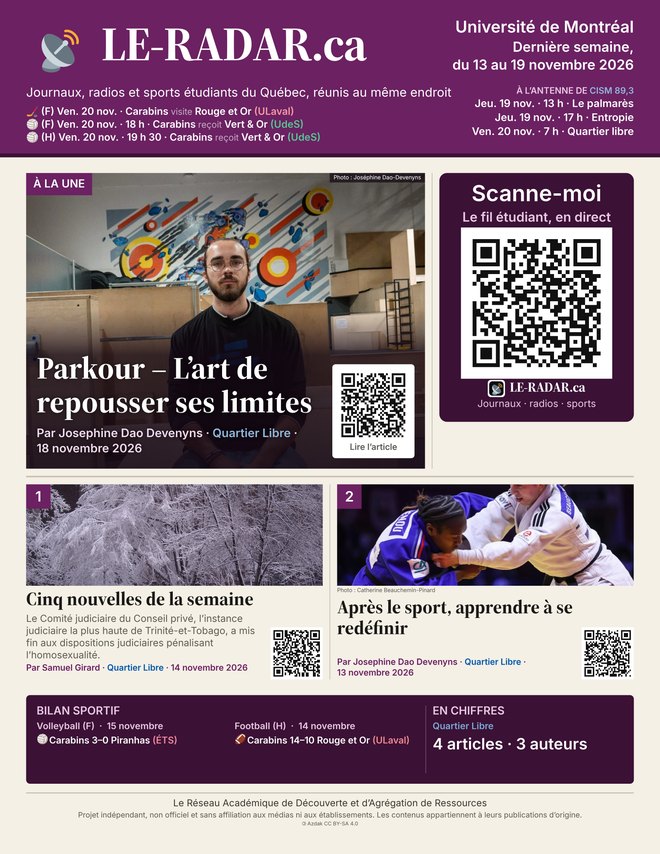 LE-RADAR.ca
Journaux, radios et sports étudiants du Québec, réunis au même endroit
(F) Ven. 20 nov. · Carabins visite Rouge et Or (ULaval)
(F) Ven. 20 nov. · 18 h · Carabins reçoit Vert & Or (UdeS)
(H) Ven. 20 nov. · 19 h 30 · Carabins reçoit Vert & Or (UdeS)
Université de Montréal
Dernière semaine,
du 13 au 19 novembre 2026
À L'ANTENNE DE CISM 89,3
Jeu. 19 nov. · 13 h · Le palmarès
Jeu. 19 nov. · 17 h · Entropie
Ven. 20 nov. · 7 h · Quartier libre
À LA UNE
Photo : Joséphine Dao-Devenyns
Parkour – L'art de
repousser ses limites
Par Josephine Dao Devenyns · Quartier Libre ·
18 novembre 2026
Lire l'article
Scanne-moi
Le fil étudiant, en direct
LE-RADAR.ca
Journaux · radios · sports
1
Cinq nouvelles de la semaine
Le Comité judiciaire du Conseil privé, l'instance
judiciaire la plus haute de Trinité-et-Tobago, a mis
fin aux dispositions judiciaires pénalisant
l'homosexualité.
Par Samuel Girard · Quartier Libre · 14 novembre 2026
2
Photo : Catherine Beauchemin-Pinard
Après le sport, apprendre à se
redéfinir
Par Josephine Dao Devenyns · Quartier Libre ·
13 novembre 2026
BILAN SPORTIF
Volleyball (F) · 15 novembre
Carabins 3–0 Piranhas (ÉTS)
Football (H) · 14 novembre
Carabins 14–10 Rouge et Or (ULaval)
EN CHIFFRES
Quartier Libre
4 articles · 3 auteurs
Le Réseau Académique de Découverte et d'Agrégation de Ressources
Projet indépendant, non officiel et sans affiliation aux médias ni aux établissements. Les contenus appartiennent à leurs publications d'origine.
Azdak CC BY-SA 4.0